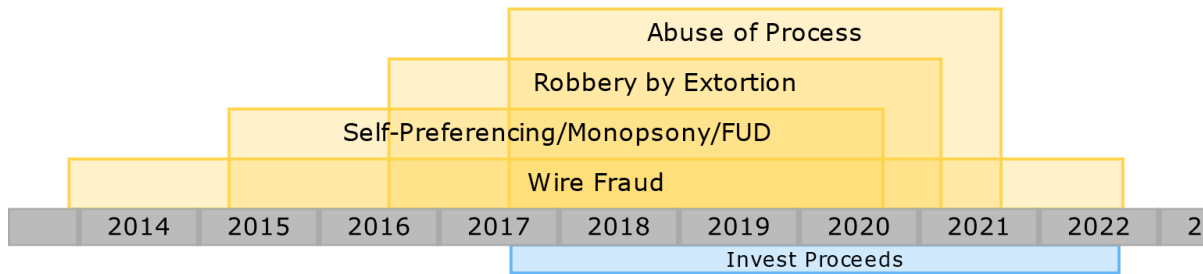 Abuse of Process
Robbery by Extortion
Self-Preferencing/Monopsony/FUD
Wire Fraud
2014 2015 2016 2017 2018 2019 2020 2021 2022 2
Invest Proceeds